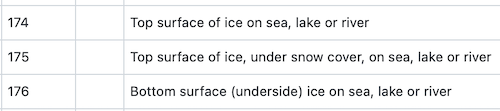 174 Top surface of ice on sea, lake or river
175 Top surface of ice, under snow cover, on sea, lake or river
176 Bottom surface (underside) ice on sea, lake or river